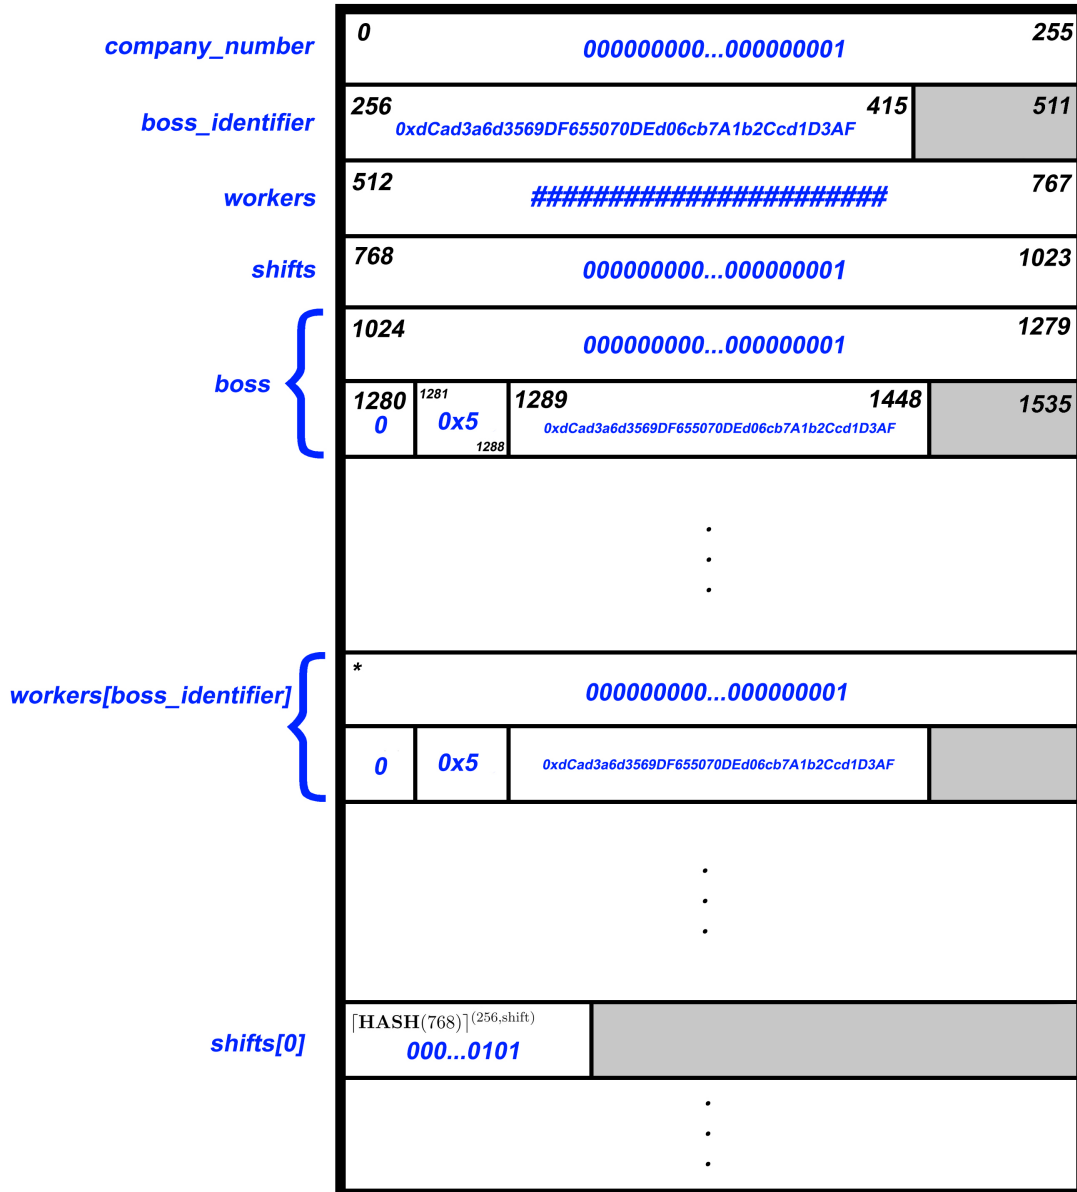 company_number 0 000000000...000000001 255
boss_identifier 256 0xdCad3a6d3569DF655070DEd06cb7A1b2Ccd1D3AF 415 511
workers 512 ####################### 767
shifts 768 000000000...000000001 1023
boss
1024 000000000...000000001 1279
1280 0 1281 0x5 1288 1289 0xdCad3a6d3569DF655070DEd06cb7A1b2Ccd1D3AF 1448 1535
.
.
.
workers[boss_identifier]
* 000000000...000000001
0 0x5 0xdCad3a6d3569DF655070DEd06cb7A1b2Ccd1D3AF
.
.
.
shifts[0]
⌈HASH(768)⌉(256,shift)
000...0101
.
.
.